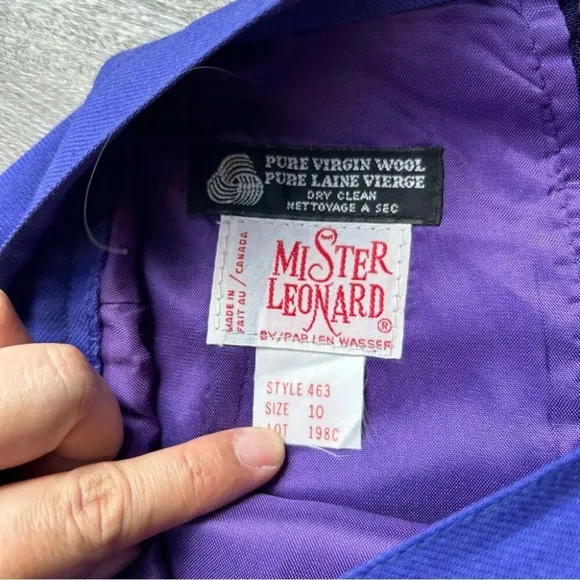 PURE VIRGIN WOOL
PURE LAINE VIERGE
DRY CLEAN
NETTOYAGE A SEC
MADE IN
FAIT AU / CANADA
MISTER
LEONARD
®
BY/PAR LEN WASSER
STYLE 463
SIZE 10
LOT 198C